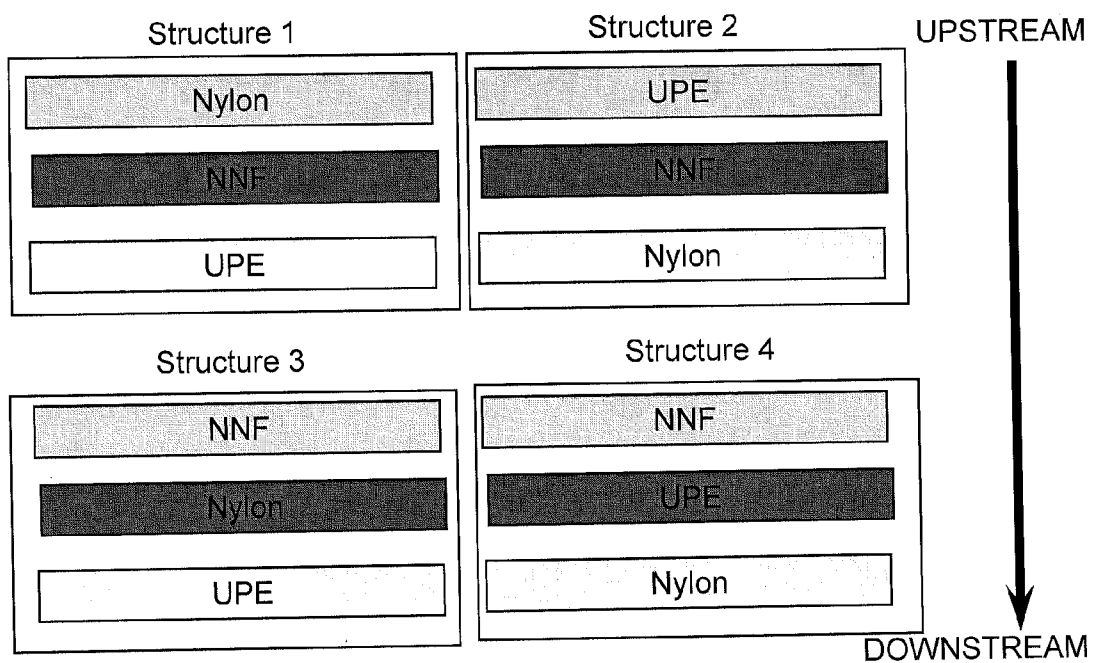 Structure 1
Structure 2
UPSTREAM
Nylon
NNF
UPE
UPE
NNF
Nylon
Structure 3
Structure 4
NNF
Nylon
UPE
NNF
UPE
Nylon
DOWNSTREAM